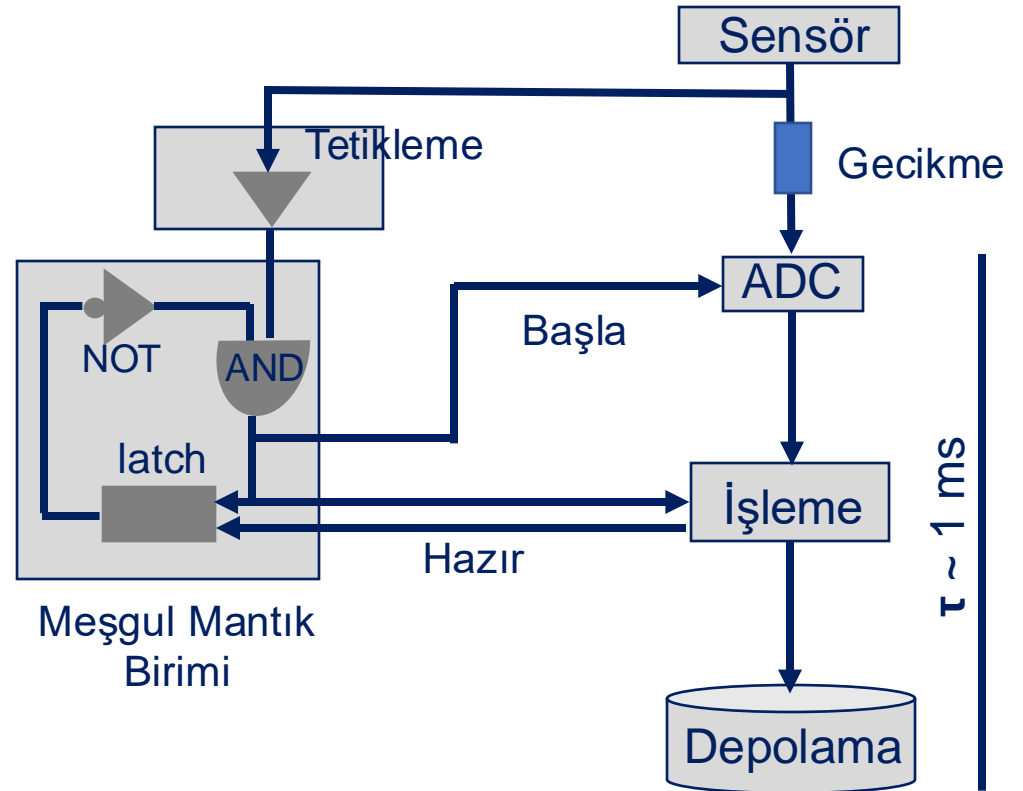 Sensör
Tetikleme
Gecikme
ADC
Başla
NOT
AND
latch
İşleme
Hazır
τ ~ 1 ms
Meşgul Mantık
Birimi
Depolama